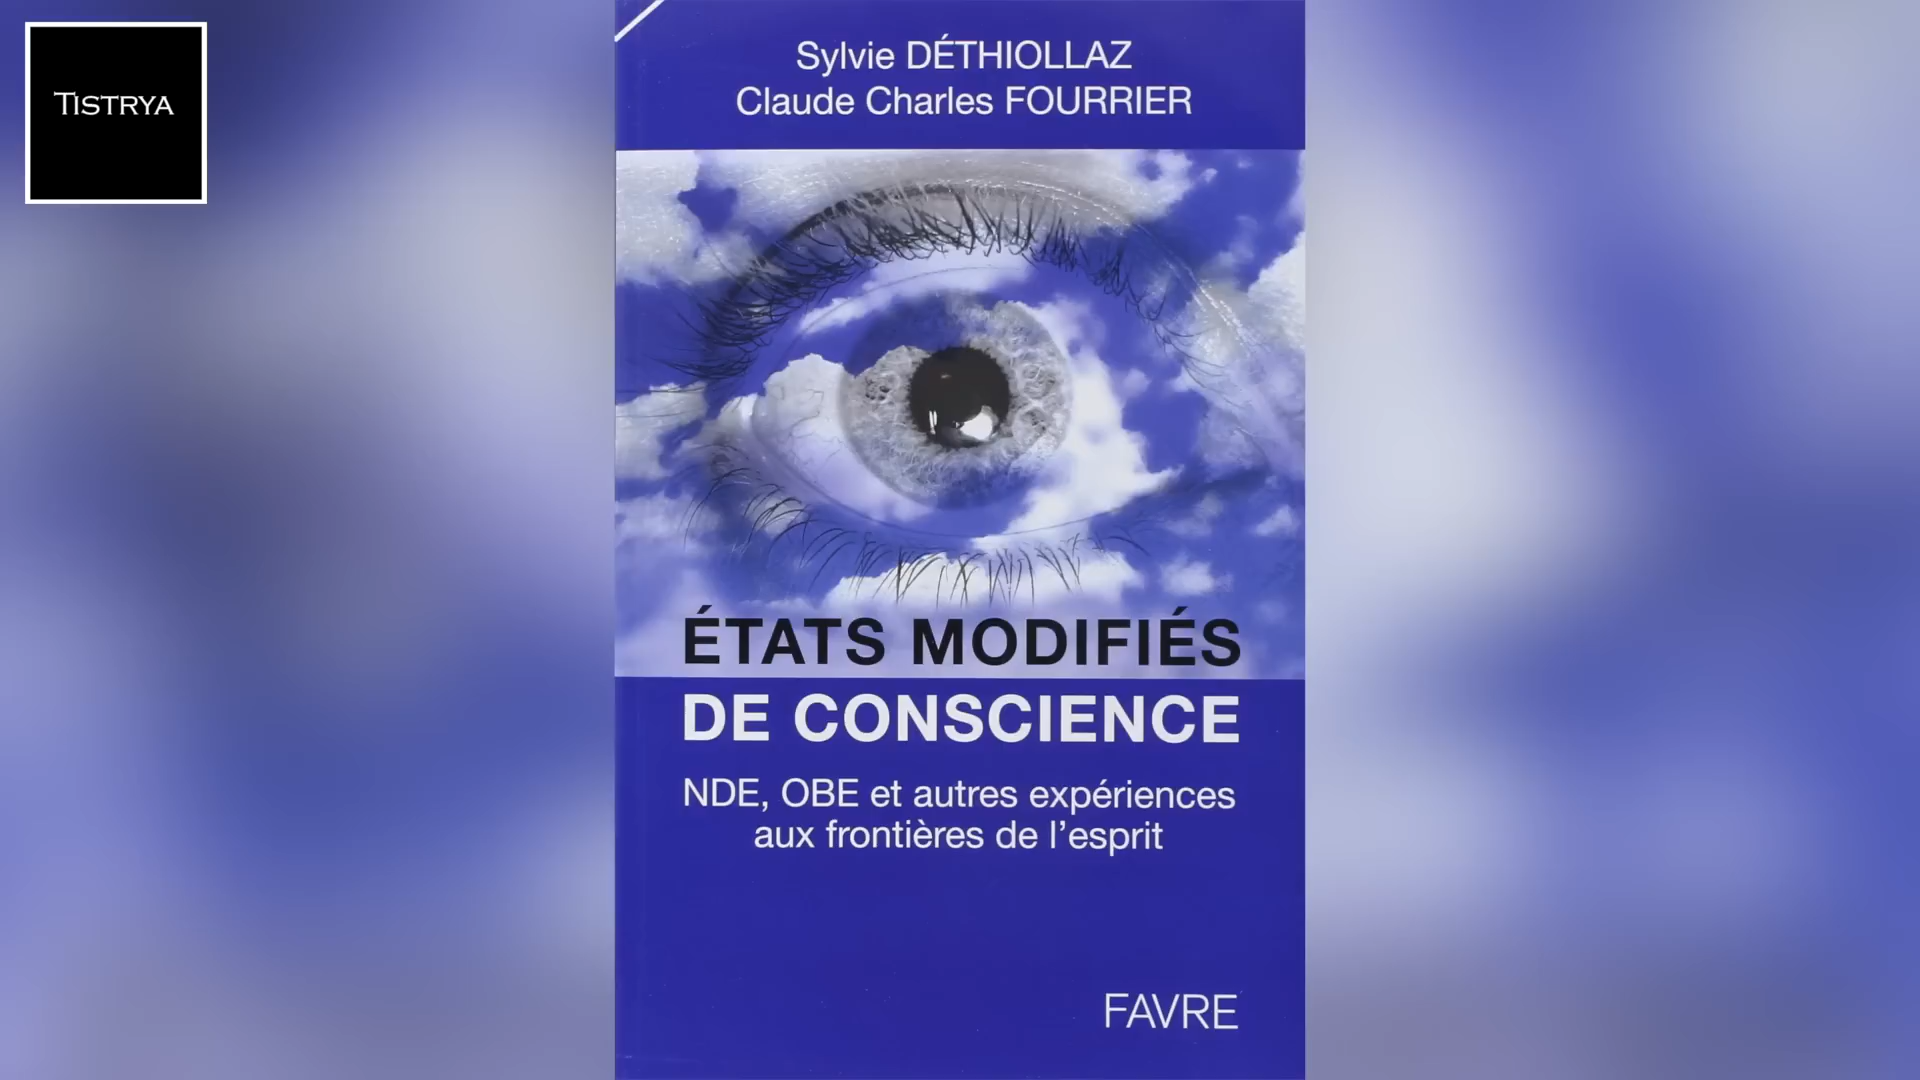 TISTRYA
Sylvie DÉTHIOLLAZ
Claude Charles FOURRIER
ÉTATS MODIFIÉS
DE CONSCIENCE
NDE, OBE et autres expériences
aux frontières de l'esprit
FAVRE